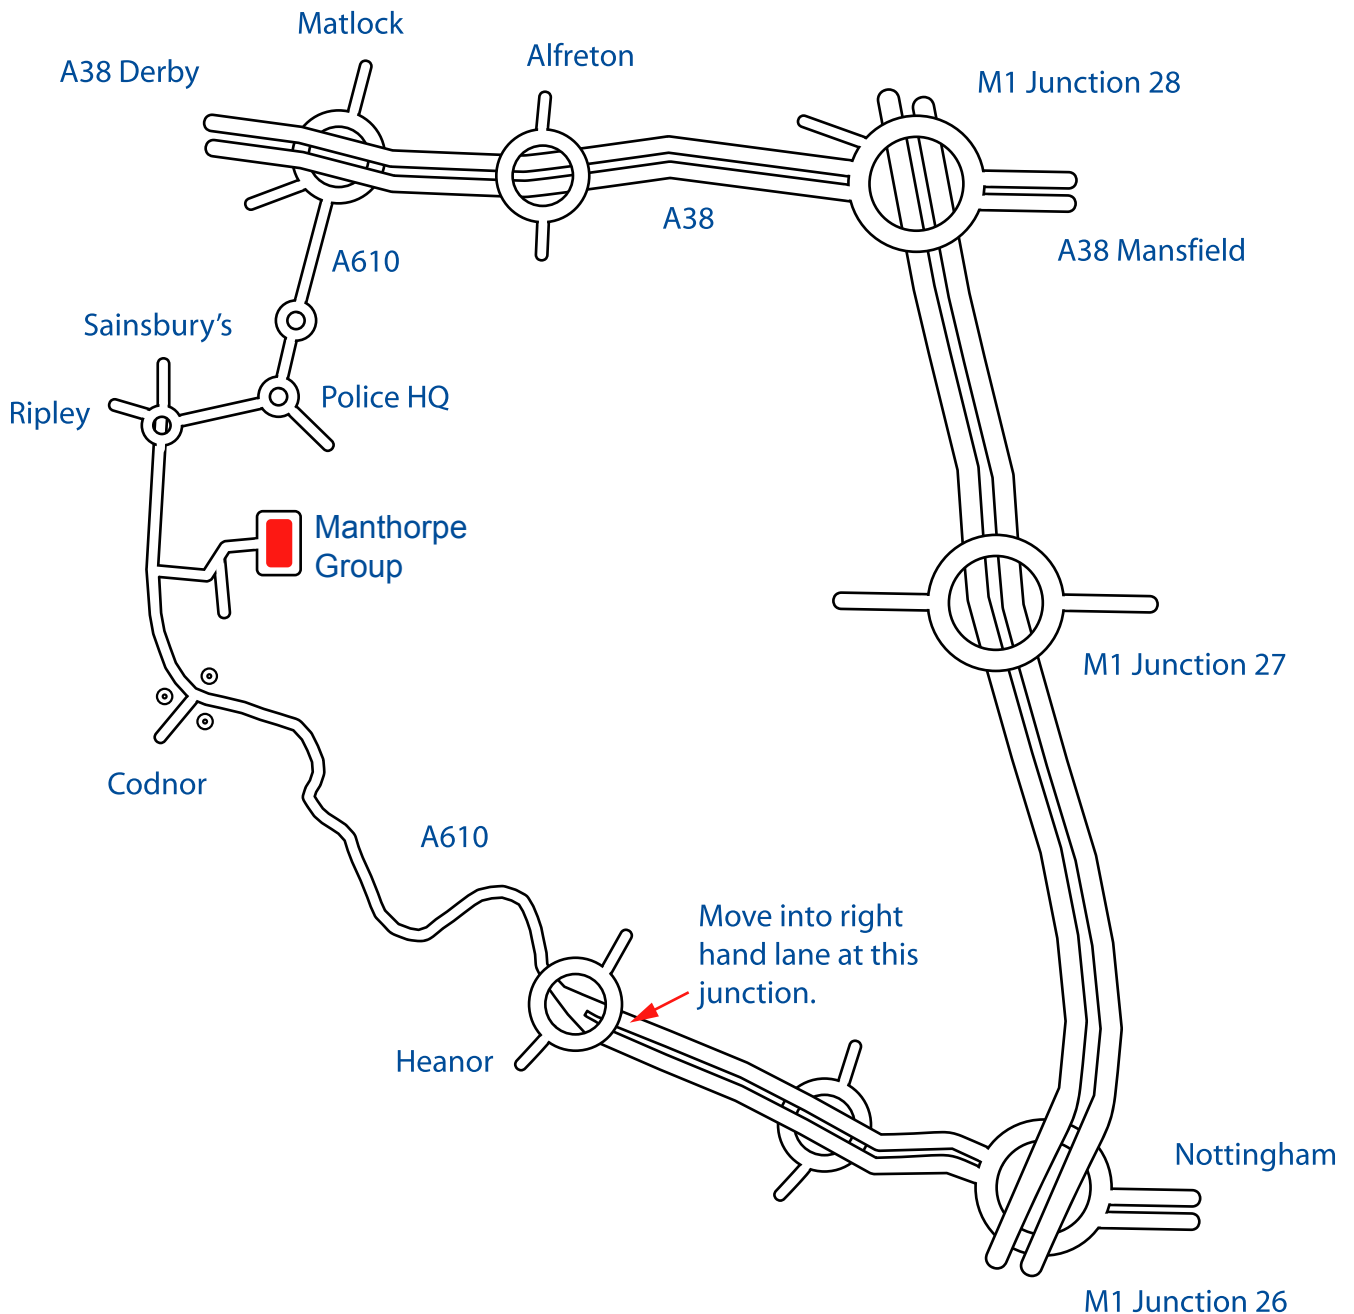 Matlock
Alfreton
A38 Derby
M1 Junction 28
A38
A38 Mansfield
A610
Sainsbury's
Ripley
Police HQ
Manthorpe
Group
M1 Junction 27
Codnor
A610
Move into right
hand lane at this
junction.
Heanor
Nottingham
M1 Junction 26